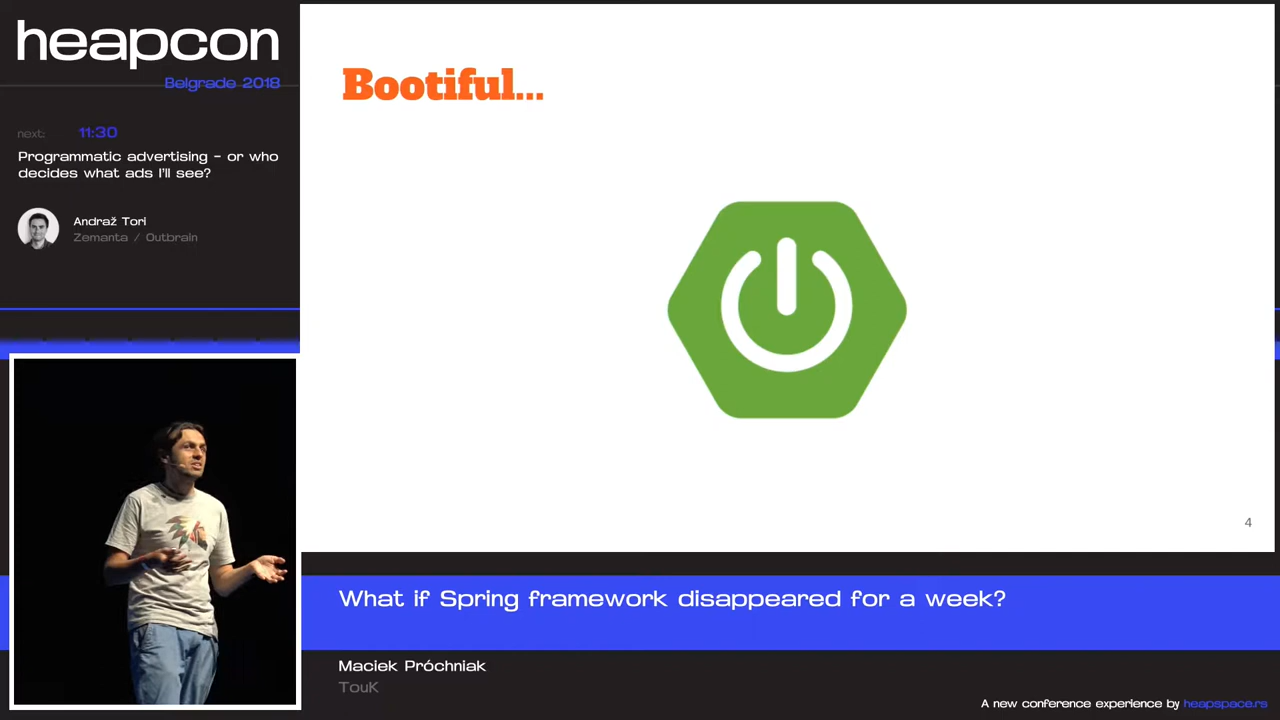 heapcon
Belgrade 2018
next: 11:30
Programmatic advertising - or who
decides what ads I'll see?
Andraž Tori
Zemanta / Outbrain
Bootiful...
4
What if Spring framework disappeared for a week?
Maciek Próchniak
TouK
A new conference experience by heapspace.rs